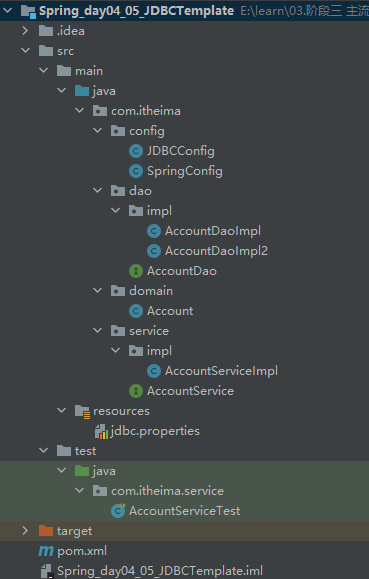 Spring_day04_05_JDBCTemplate E:\learn\03.阶段三 主流
.idea
src
main
java
com.itheima
config
JDBCConfig
SpringConfig
dao
impl
AccountDaoImpl
AccountDaoImpl2
AccountDao
domain
Account
service
impl
AccountServiceImpl
AccountService
resources
jdbc.properties
test
java
com.itheima.service
AccountServiceTest
target
pom.xml
Spring_day04_05_JDBCTemplate.iml